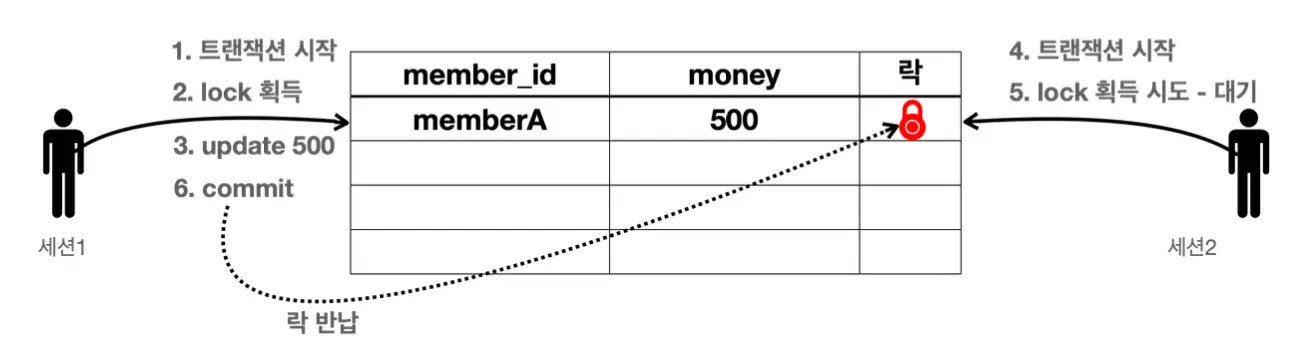 1. 트랜잭션 시작
2. lock 획득
3. update 500
6. commit
세션1
락 반납
member_id money 락
memberA 500
4. 트랜잭션 시작
5. lock 획득 시도 - 대기
세션2